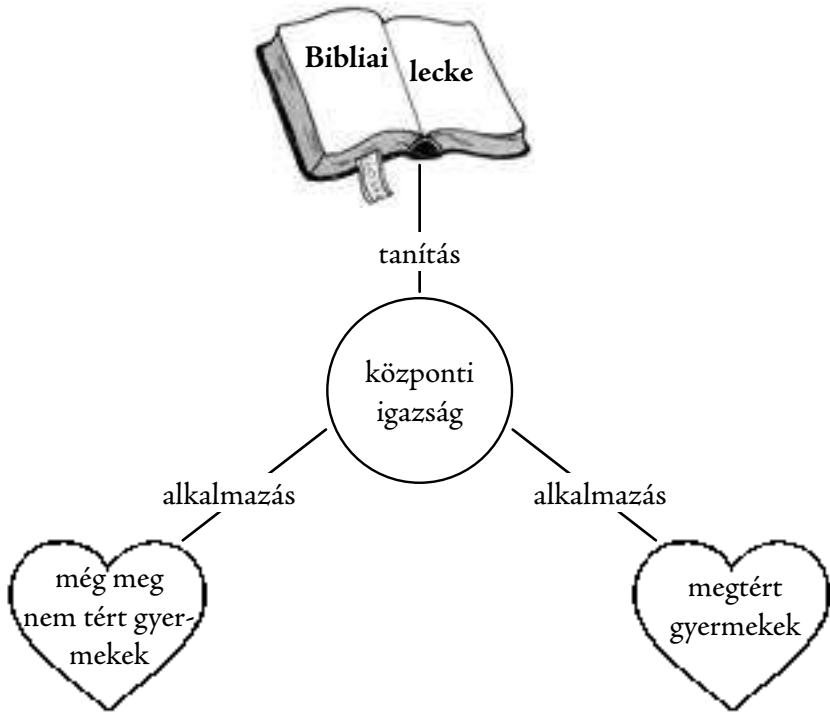 Bibliai lecke
tanítás
központi
igazság
alkalmazás
alkalmazás
még meg
nem tért gyer-
mekek
megtért
gyermekek